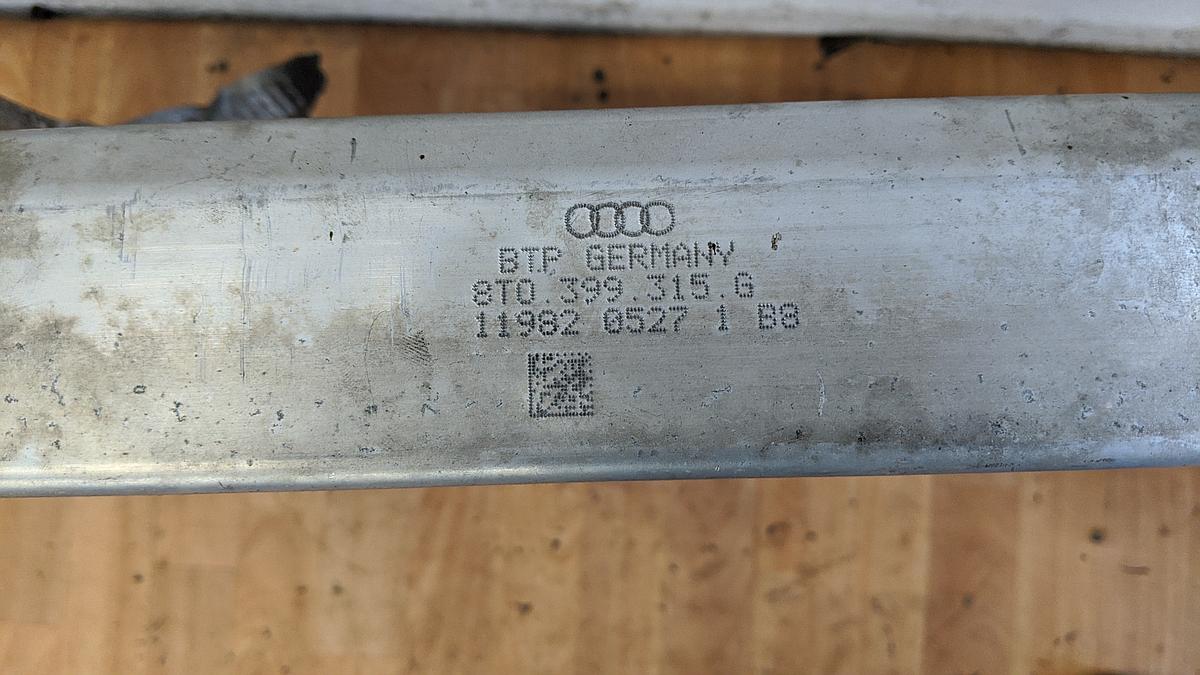 BTP GERMANY
8T0.399.315.G
11982 0527 1 B8